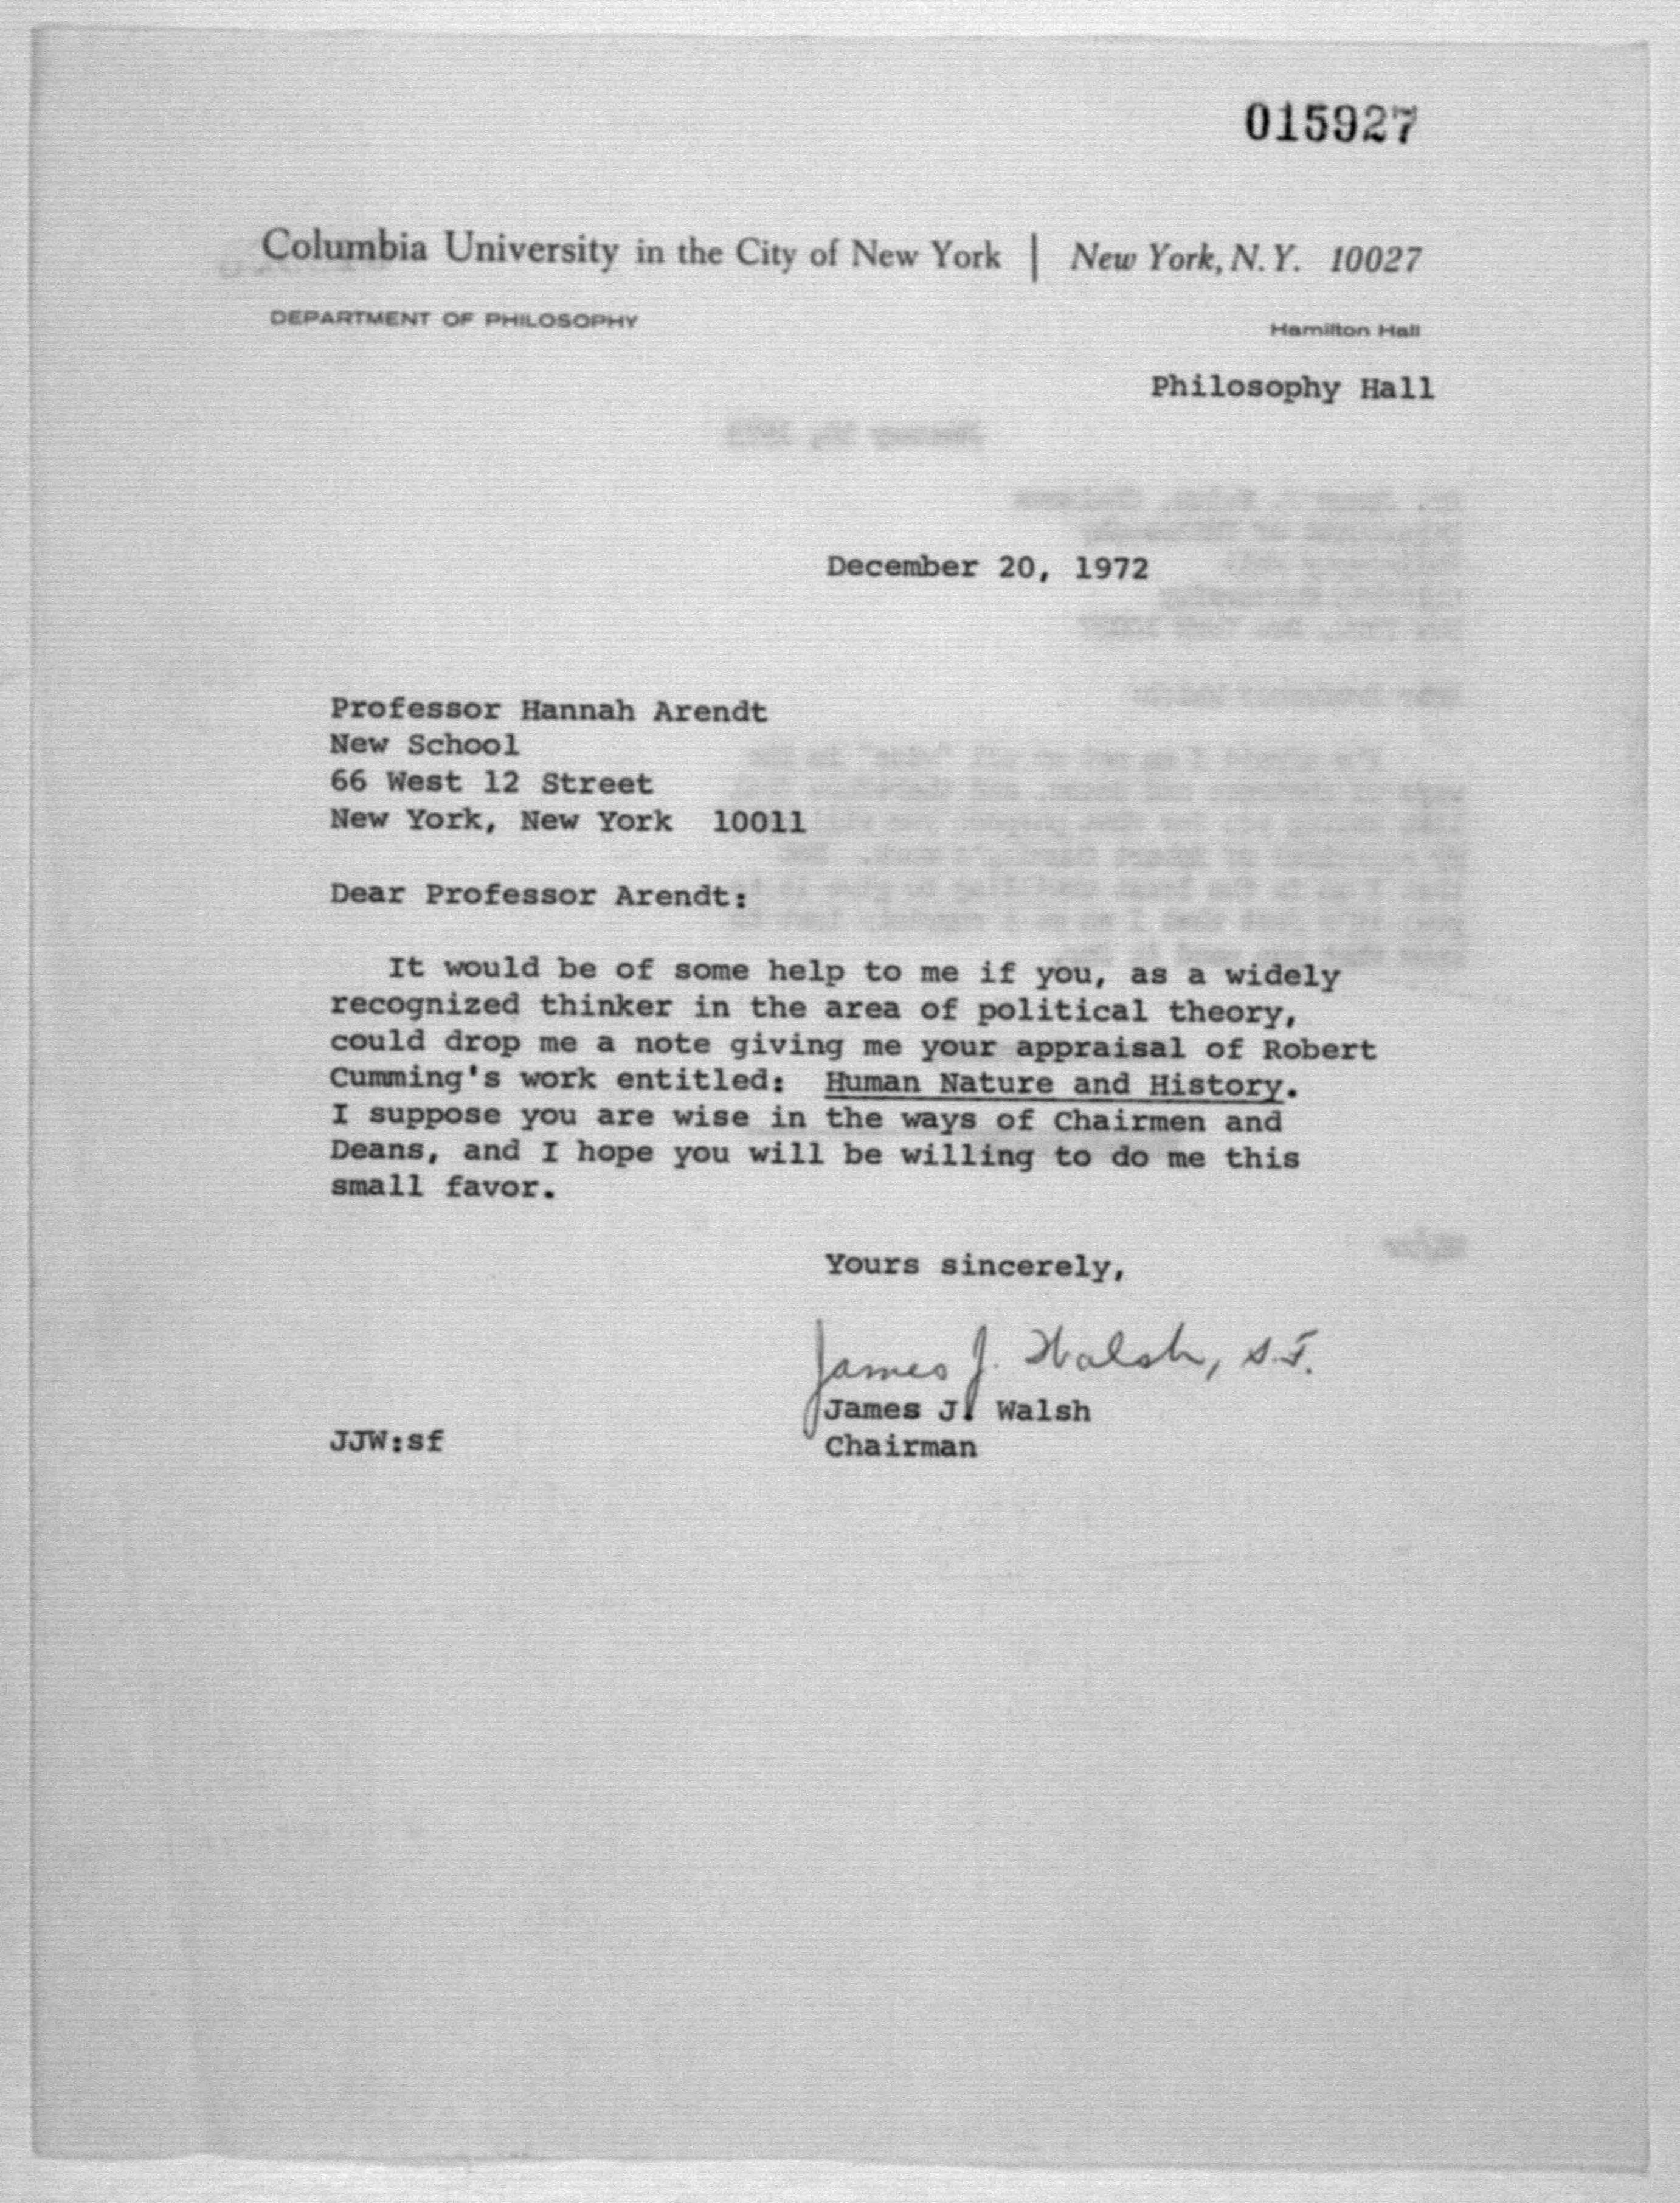 015927
Columbia University in the City of New York | New York, N.Y. 10027
DEPARTMENT OF PHILOSOPHY
Hamilton Hall
Philosophy Hall
December 20, 1972
Professor Hannah Arendt
New School
66 West 12 Street
New York, New York 10011
Dear Professor Arendt:
It would be of some help to me if you, as a widely
recognized thinker in the area of political theory,
could drop me a note giving me your appraisal of Robert
Cumming's work entitled: Human Nature and History.
I suppose you are wise in the ways of Chairmen and
Deans, and I hope you will be willing to do me this
small favor.
Yours sincerely,
James J. Walsh, s.f.
James J. Walsh
JJW:sf
Chairman